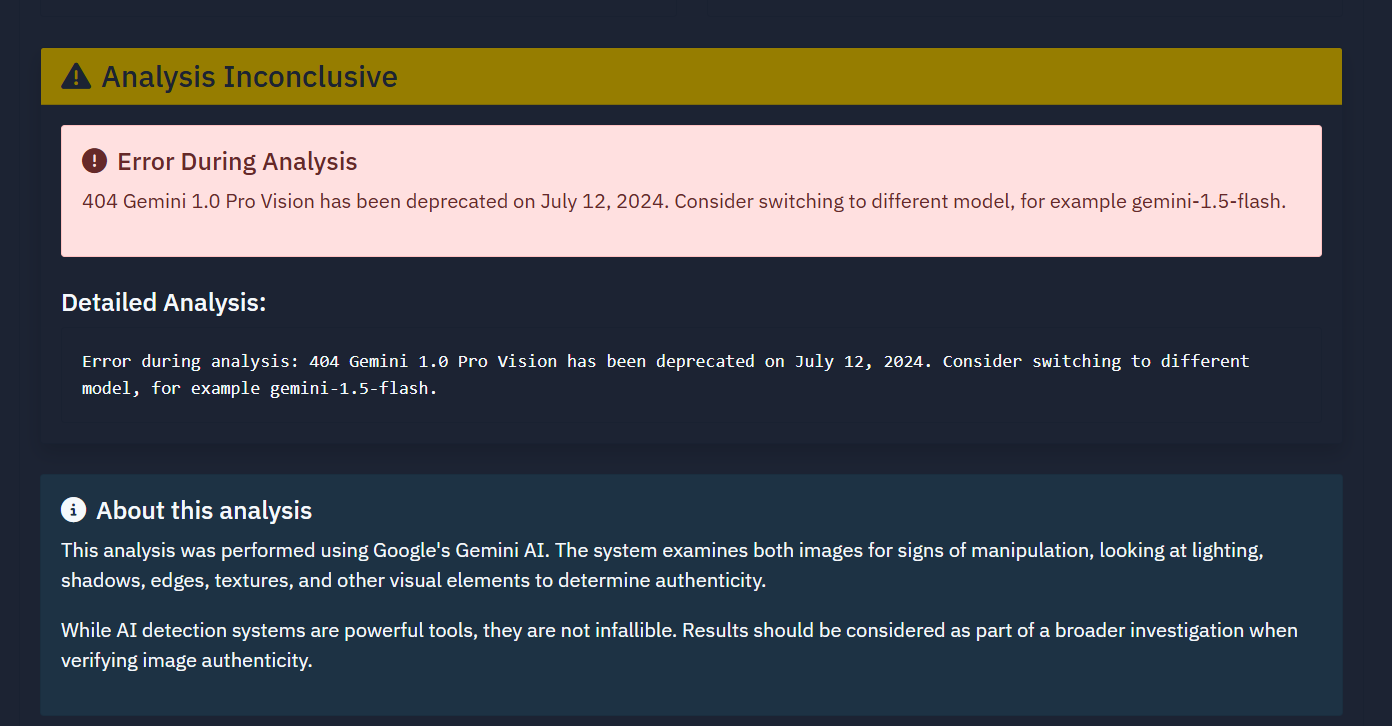 Analysis Inconclusive
Error During Analysis
404 Gemini 1.0 Pro Vision has been deprecated on July 12, 2024. Consider switching to different model, for example gemini-1.5-flash.
Detailed Analysis:
Error during analysis: 404 Gemini 1.0 Pro Vision has been deprecated on July 12, 2024. Consider switching to different
model, for example gemini-1.5-flash.
About this analysis
This analysis was performed using Google's Gemini AI. The system examines both images for signs of manipulation, looking at lighting,
shadows, edges, textures, and other visual elements to determine authenticity.
While AI detection systems are powerful tools, they are not infallible. Results should be considered as part of a broader investigation when
verifying image authenticity.